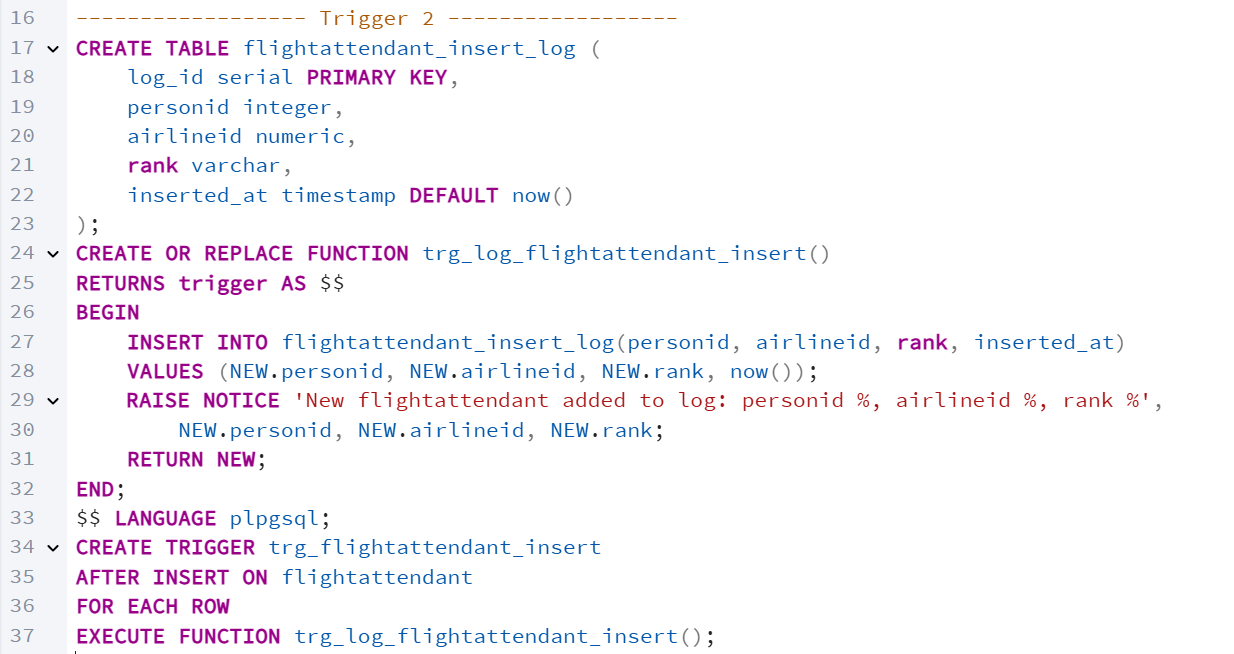 16 ------------------ Trigger 2 ------------------
17 CREATE TABLE flightattendant_insert_log (
18     log_id serial PRIMARY KEY,
19     personid integer,
20     airlineid numeric,
21     rank varchar,
22     inserted_at timestamp DEFAULT now()
23 );
24 CREATE OR REPLACE FUNCTION trg_log_flightattendant_insert()
25 RETURNS trigger AS $$
26 BEGIN
27     INSERT INTO flightattendant_insert_log(personid, airlineid, rank, inserted_at)
28     VALUES (NEW.personid, NEW.airlineid, NEW.rank, now());
29     RAISE NOTICE 'New flightattendant added to log: personid %, airlineid %, rank %',
30         NEW.personid, NEW.airlineid, NEW.rank;
31     RETURN NEW;
32 END;
33 $$ LANGUAGE plpgsql;
34 CREATE TRIGGER trg_flightattendant_insert
35 AFTER INSERT ON flightattendant
36 FOR EACH ROW
37 EXECUTE FUNCTION trg_log_flightattendant_insert();